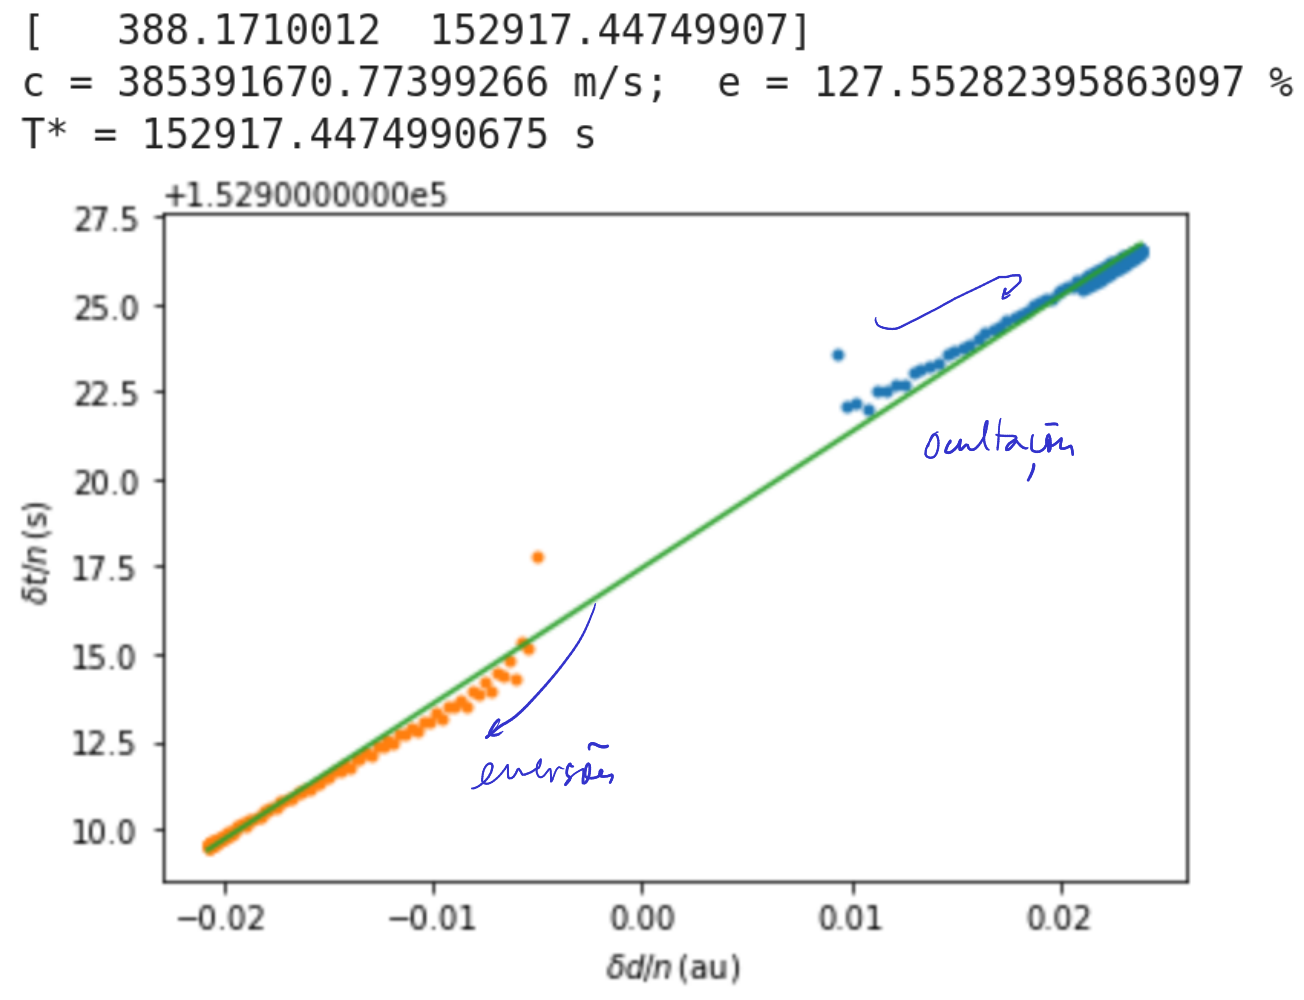 [   388.1710012  152917.44749907]
c = 385391670.77399266 m/s;  e = 127.55282395863097 %
T* = 152917.4474990675 s
+1.5290000000e5
27.5
25.0
22.5
20.0
17.5
15.0
12.5
10.0
δt/n (s)
ocultação
emersões
−0.02
−0.01
0.00
0.01
0.02
δd/n (au)